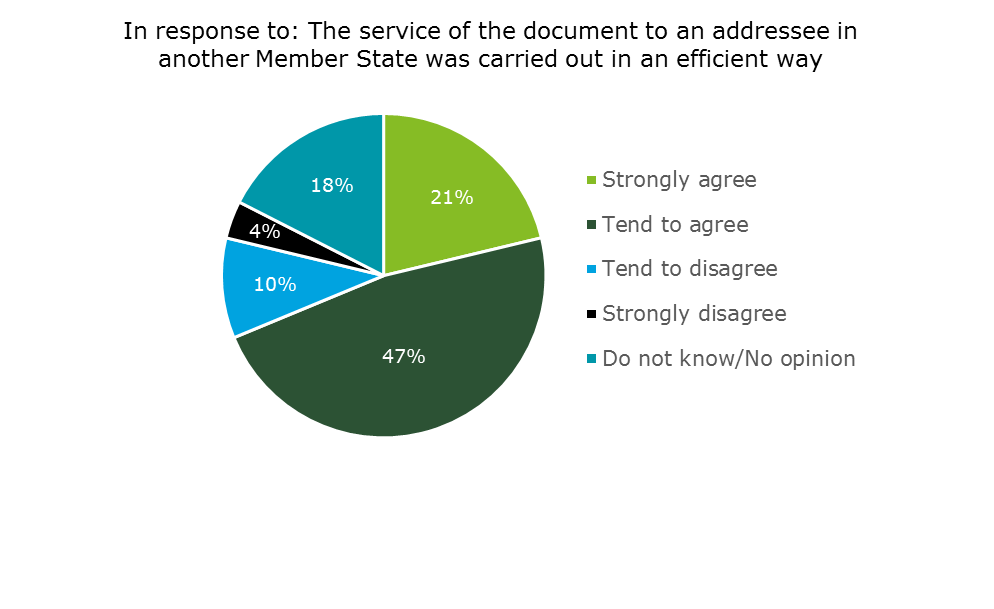 In response to: The service of the document to an addressee in
another Member State was carried out in an efficient way
18%
21%
4%
10%
47%
Strongly agree
Tend to agree
Tend to disagree
Strongly disagree
Do not know/No opinion